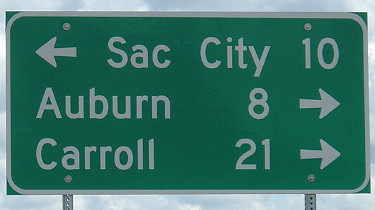 ← Sac City 10
Auburn 8 →
Carroll 21 →